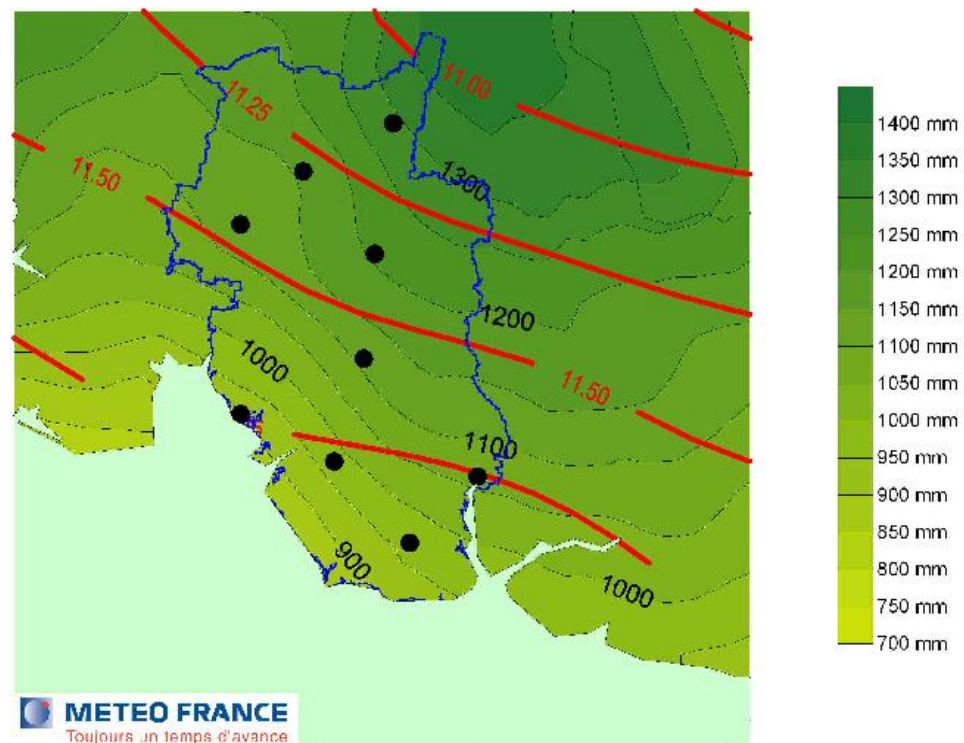 11.00
11.25
1300
11.50
1200
1000
11.50
1100
900
1000
1400 mm
1350 mm
1300 mm
1250 mm
1200 mm
1150 mm
1100 mm
1050 mm
1000 mm
950 mm
900 mm
850 mm
800 mm
750 mm
700 mm
METEO FRANCE
Toujours un temps d'avance